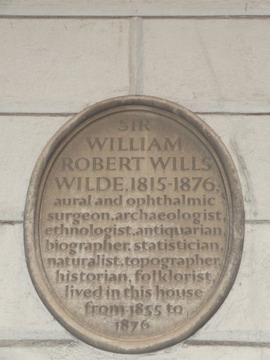 SIR
WILLIAM
ROBERT WILLS
WILDE, 1815-1876,
aural and ophthalmic
surgeon, archaeologist,
ethnologist, antiquarian
biographer, statistician,
naturalist, topographer,
historian, folklorist,
lived in this house
from 1855 to
1876